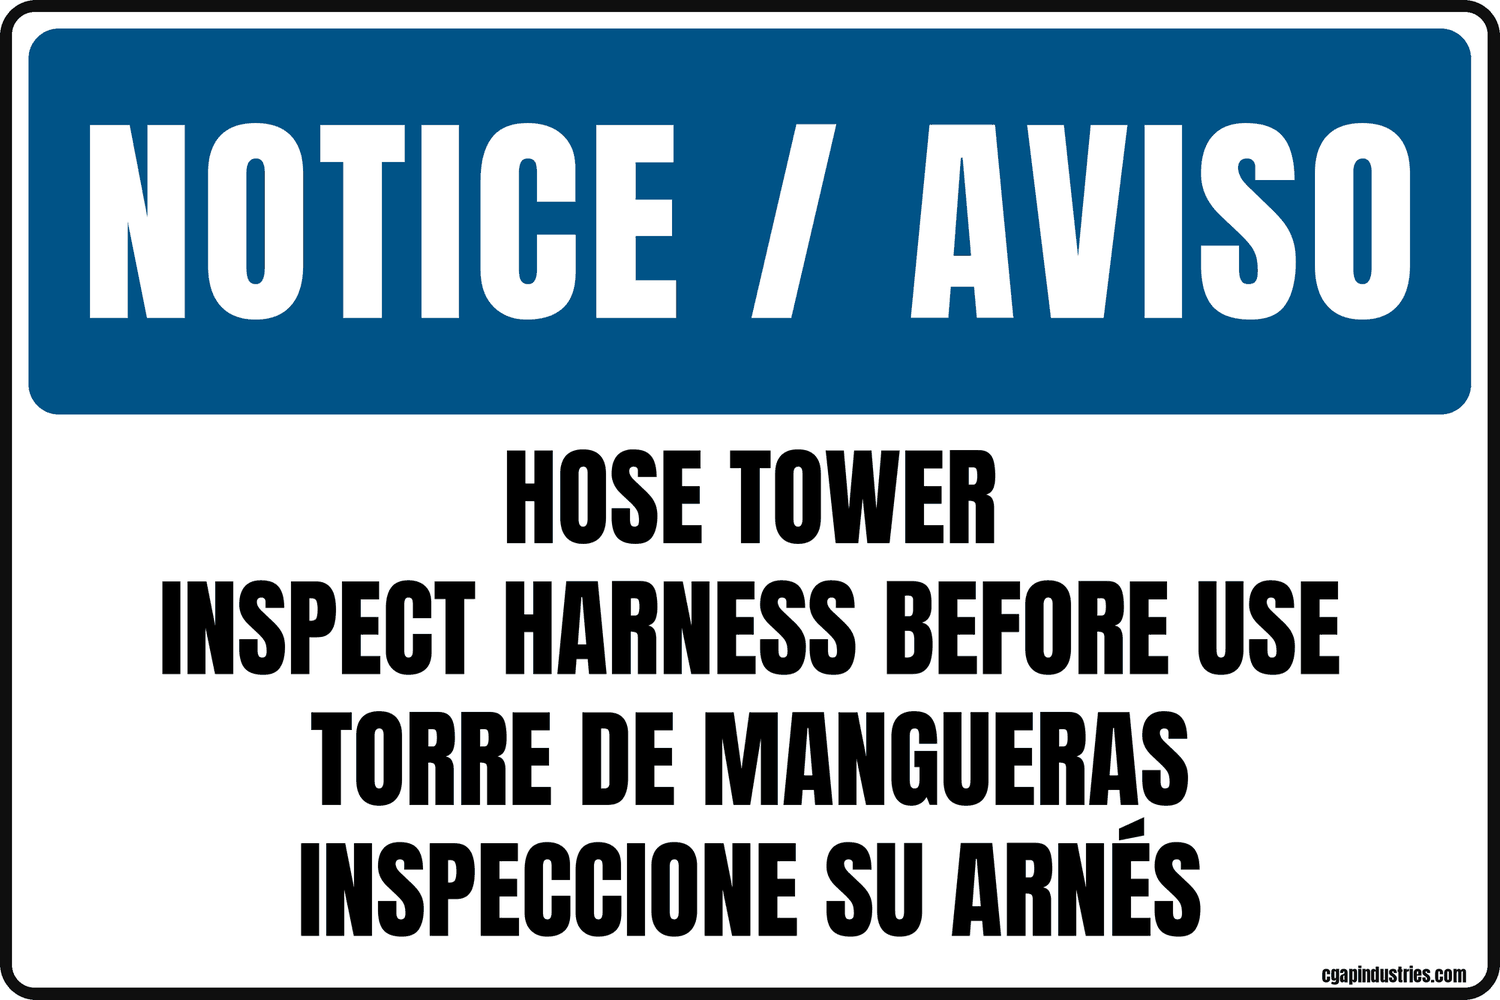 NOTICE / AVISO
HOSE TOWER
INSPECT HARNESS BEFORE USE
TORRE DE MANGUERAS
INSPECCIONE SU ARNÉS
cgapindustries.com